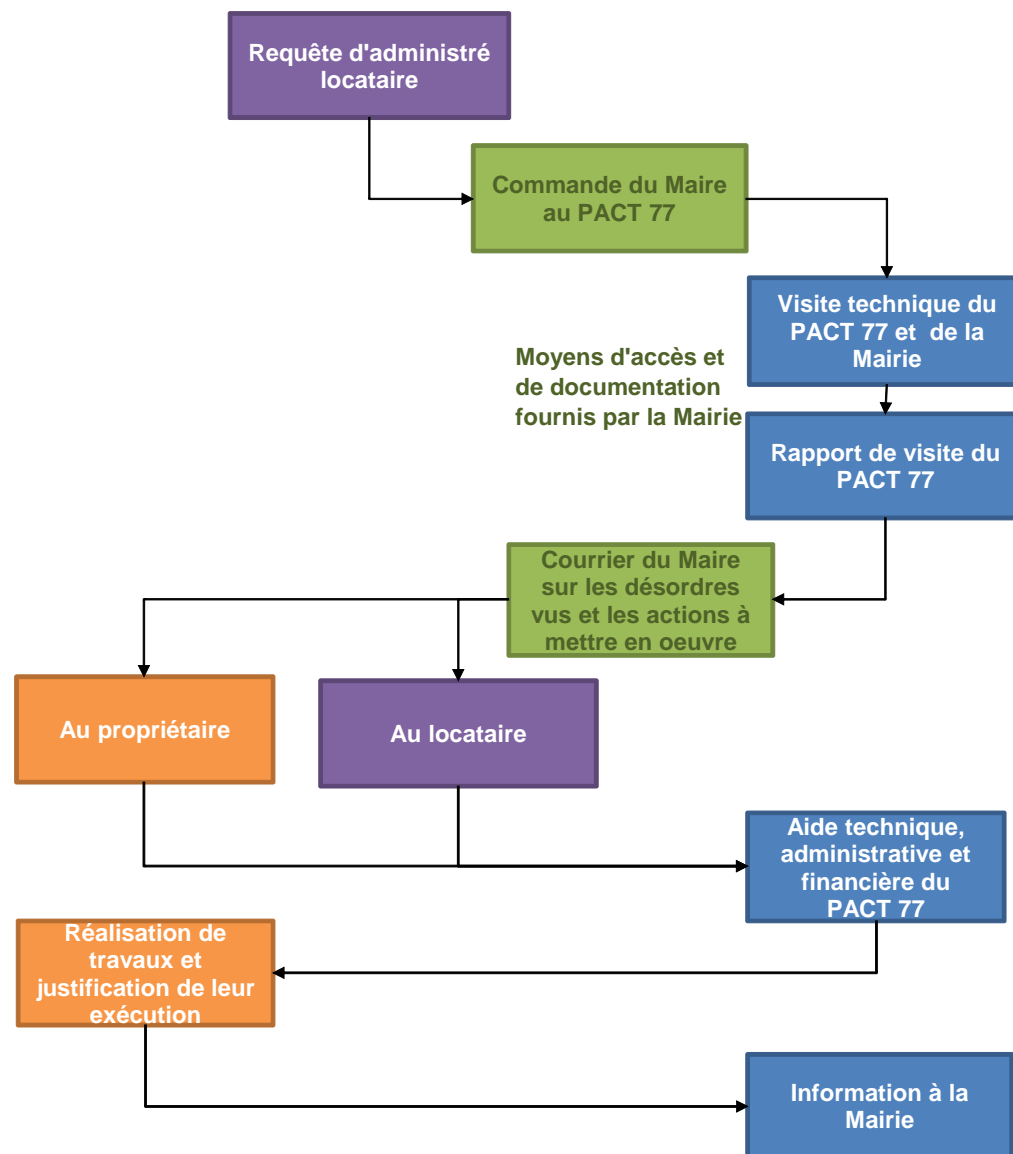 Requête d'administré
locataire
Commande du Maire
au PACT 77
Visite technique du
PACT 77 et  de la
Mairie
Moyens d'accès et
de documentation
fournis par la Mairie
Rapport de visite du
PACT 77
Courrier du Maire
sur les désordres
vus et les actions à
mettre en oeuvre
Au propriétaire
Au locataire
Aide technique,
administrative et
financière du
PACT 77
Réalisation de
travaux et
justification de leur
exécution
Information à la
Mairie